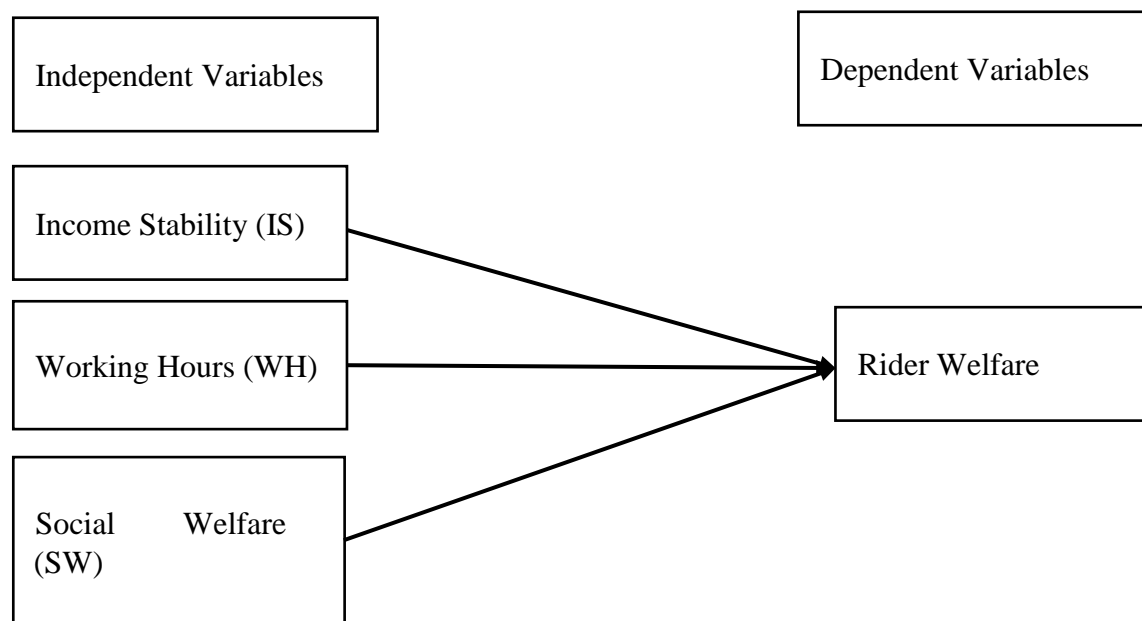 Independent Variables
Dependent Variables
Income Stability (IS)
Working Hours (WH)
Rider Welfare
Social Welfare
(SW)